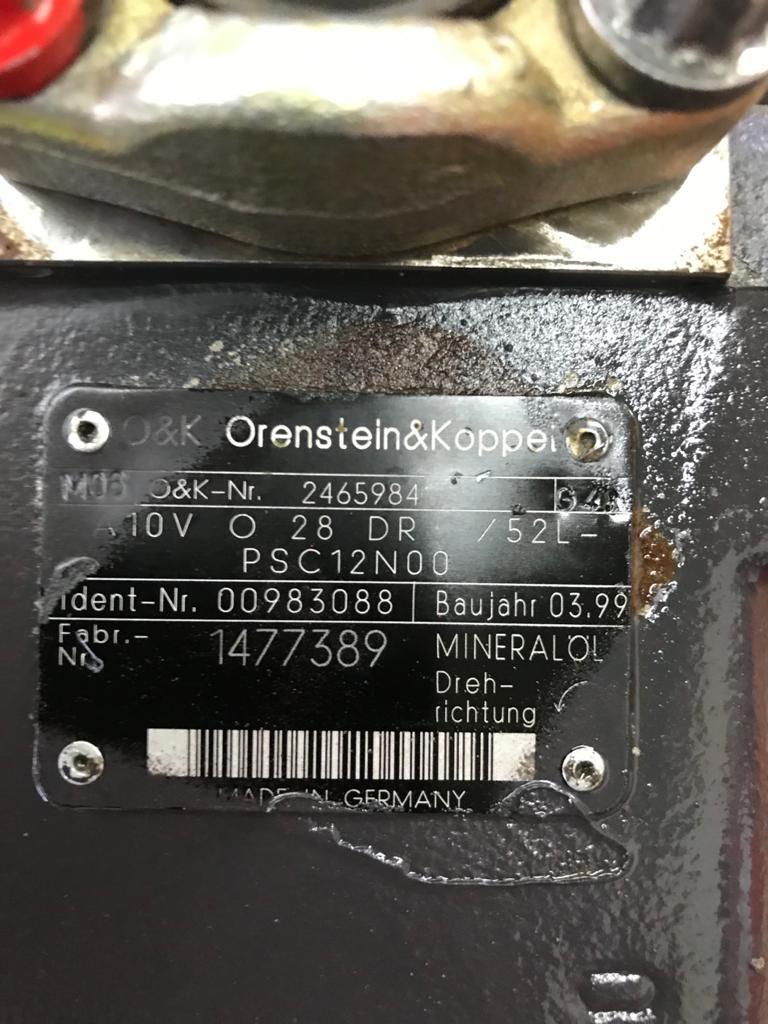 O&K Orenstein&Koppel
O&K-Nr. 2465984
A10V O 28 DR /52L-
PSC12N00
Ident-Nr. 00983088 Baujahr 03.99
Fabr.- 1477389 MINERALÖL
Nr.
Dreh-
richtung
MADE IN GERMANY